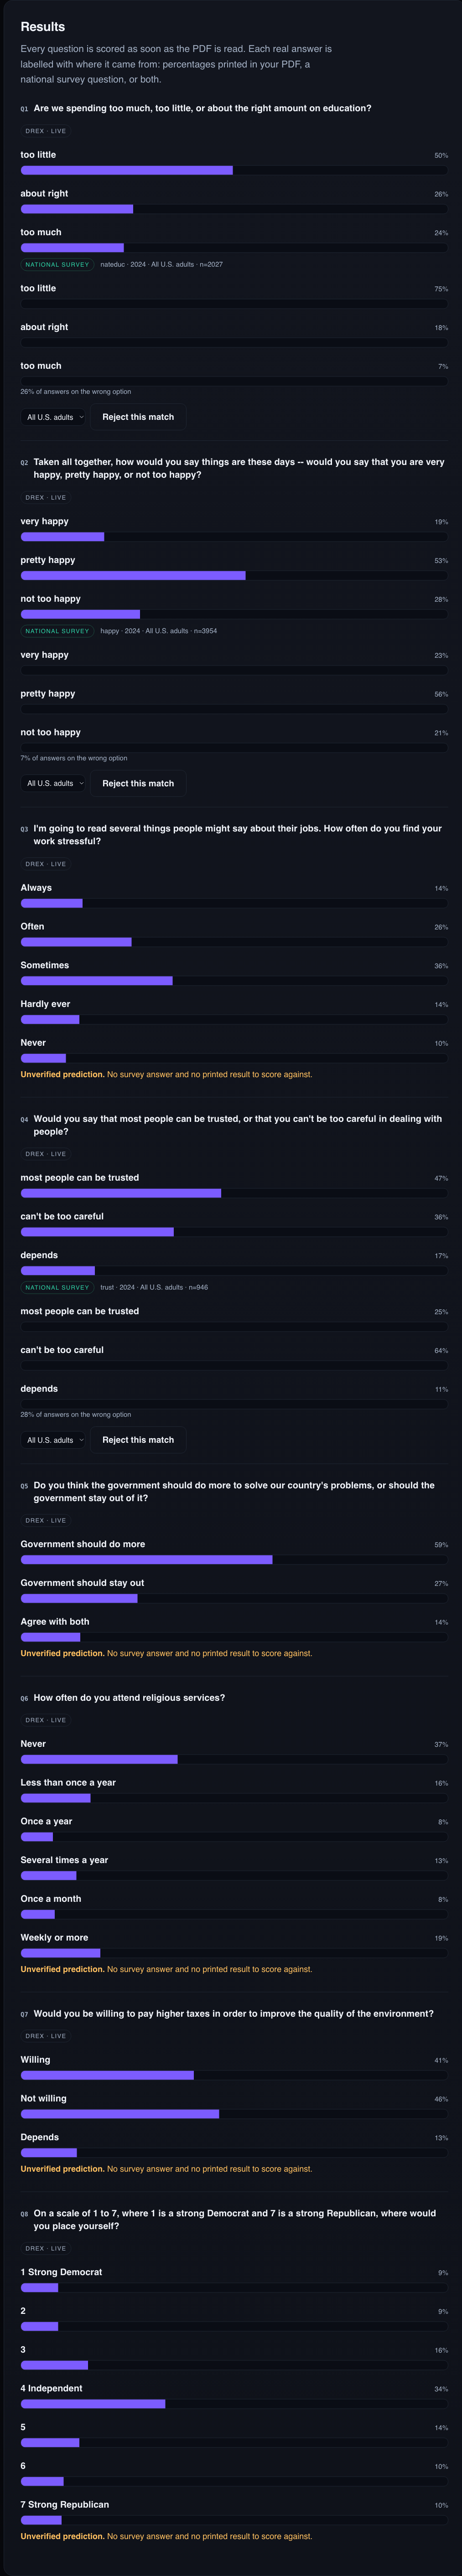 Results
Every question is scored as soon as the PDF is read. Each real answer is
labelled with where it came from: percentages printed in your PDF, a
national survey question, or both.
Q1 Are we spending too much, too little, or about the right amount on education?
DREX · LIVE
too little 50%
about right 26%
too much 24%
NATIONAL SURVEY nateduc · 2024 · All U.S. adults · n=2027
too little 75%
about right 18%
too much 7%
26% of answers on the wrong option
All U.S. adults Reject this match
Q2 Taken all together, how would you say things are these days -- would you say that you are very
happy, pretty happy, or not too happy?
DREX · LIVE
very happy 19%
pretty happy 53%
not too happy 28%
NATIONAL SURVEY happy · 2024 · All U.S. adults · n=3954
very happy 23%
pretty happy 56%
not too happy 21%
7% of answers on the wrong option
All U.S. adults Reject this match
Q3 I'm going to read several things people might say about their jobs. How often do you find your
work stressful?
DREX · LIVE
Always 14%
Often 26%
Sometimes 36%
Hardly ever 14%
Never 10%
Unverified prediction. No survey answer and no printed result to score against.
Q4 Would you say that most people can be trusted, or that you can't be too careful in dealing with
people?
DREX · LIVE
most people can be trusted 47%
can't be too careful 36%
depends 17%
NATIONAL SURVEY trust · 2024 · All U.S. adults · n=946
most people can be trusted 25%
can't be too careful 64%
depends 11%
28% of answers on the wrong option
All U.S. adults Reject this match
Q5 Do you think the government should do more to solve our country's problems, or should the
government stay out of it?
DREX · LIVE
Government should do more 59%
Government should stay out 27%
Agree with both 14%
Unverified prediction. No survey answer and no printed result to score against.
Q6 How often do you attend religious services?
DREX · LIVE
Never 37%
Less than once a year 16%
Once a year 8%
Several times a year 13%
Once a month 8%
Weekly or more 19%
Unverified prediction. No survey answer and no printed result to score against.
Q7 Would you be willing to pay higher taxes in order to improve the quality of the environment?
DREX · LIVE
Willing 41%
Not willing 46%
Depends 13%
Unverified prediction. No survey answer and no printed result to score against.
Q8 On a scale of 1 to 7, where 1 is a strong Democrat and 7 is a strong Republican, where would
you place yourself?
DREX · LIVE
1 Strong Democrat 9%
2 9%
3 16%
4 Independent 34%
5 14%
6 10%
7 Strong Republican 10%
Unverified prediction. No survey answer and no printed result to score against.